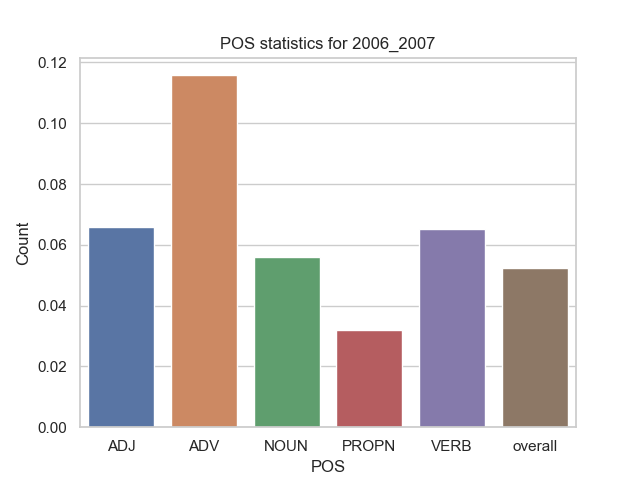 POS statistics for 2006_2007
0.12
0.10
0.08
0.06
0.04
0.02
0.00
Count
ADJ ADV NOUN PROPN VERB overall
POS